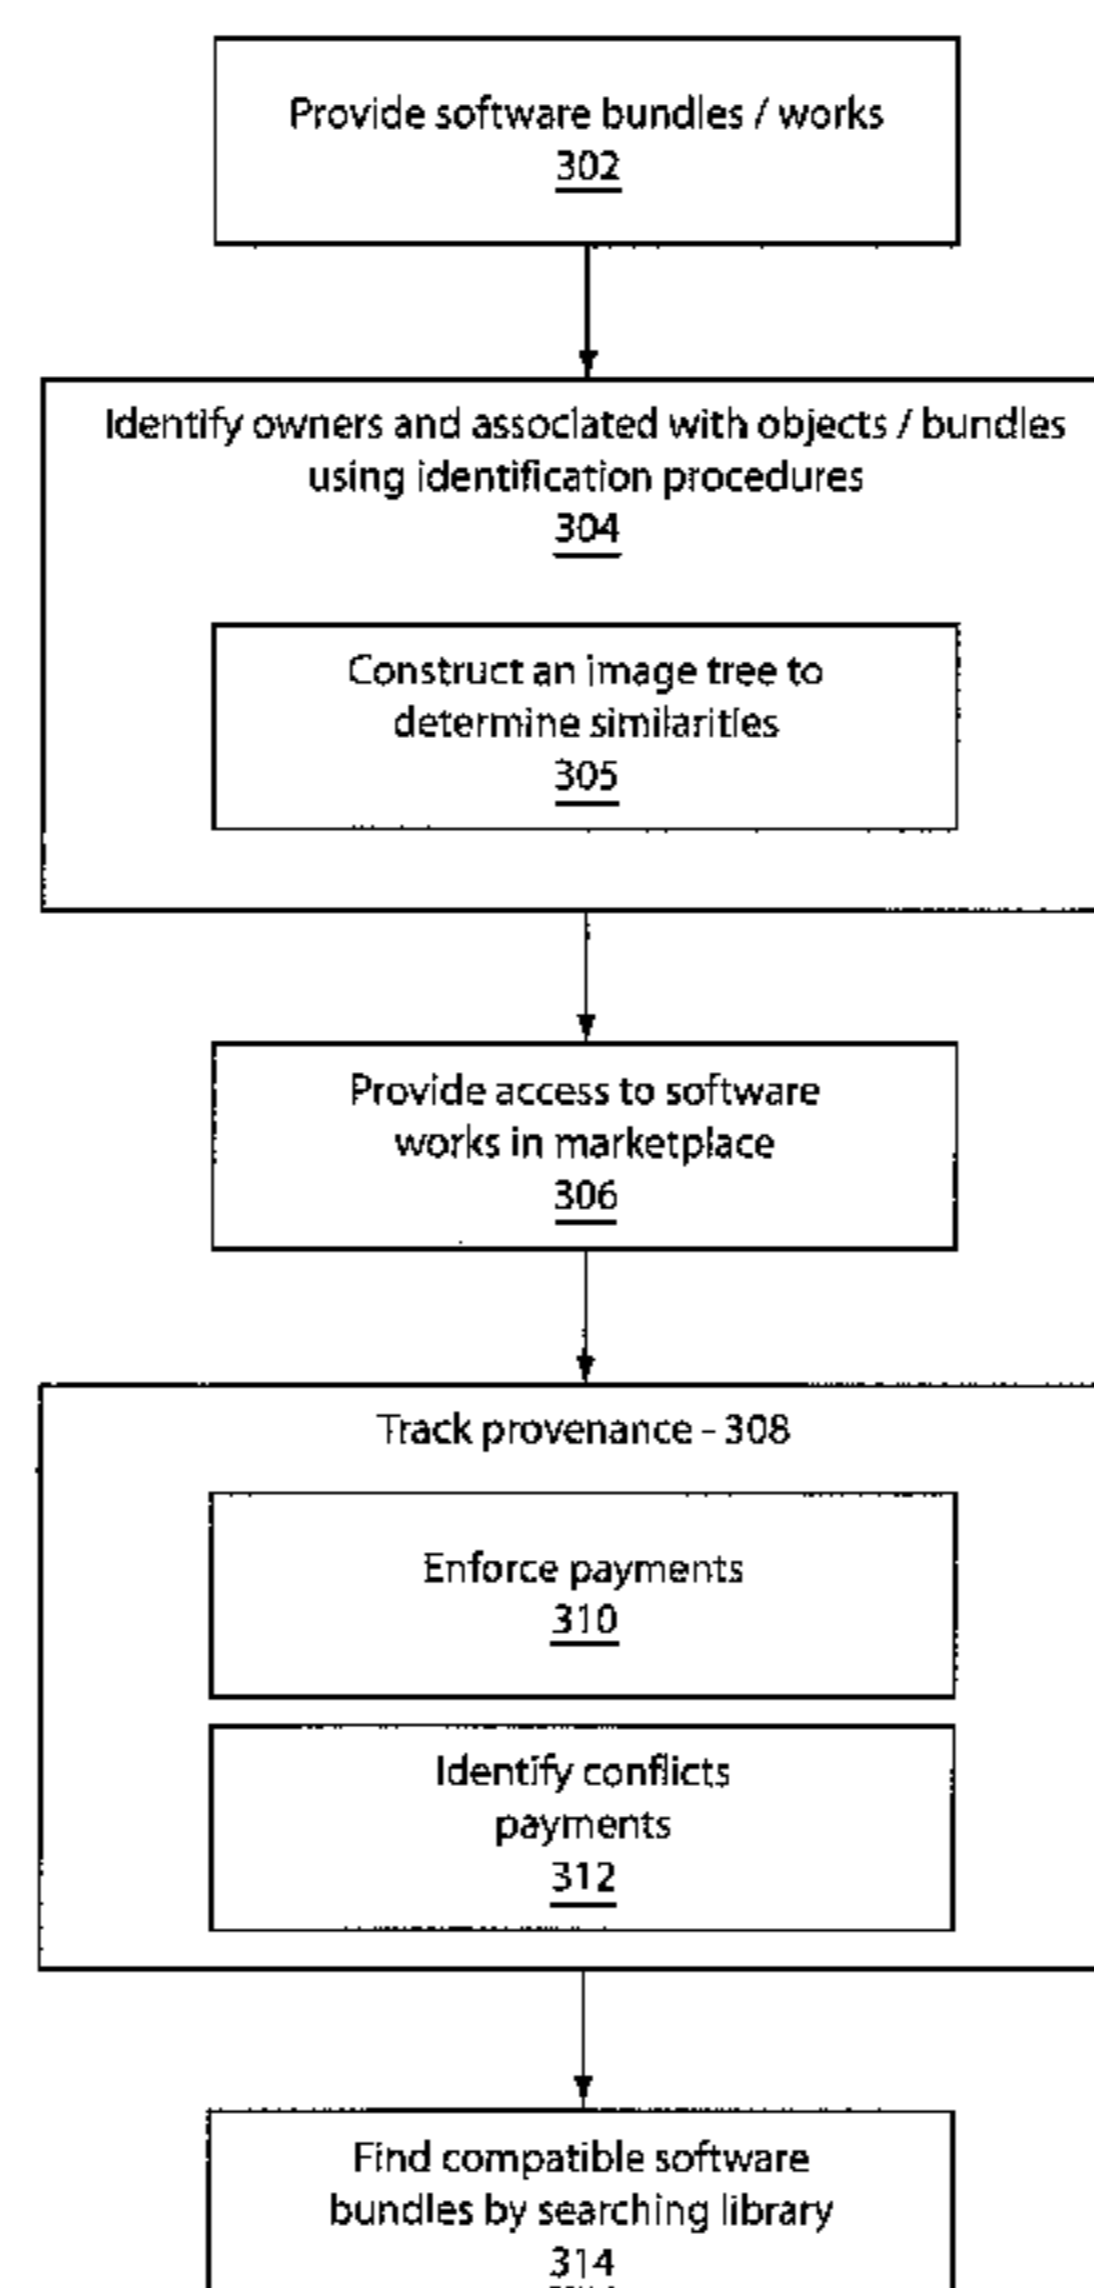 Provide software bundles / works
302
Identify owners and associated with objects / bundles
using identification procedures
304
Construct an image tree to
determine similarities
305
Provide access to software
works in marketplace
306
Track provenance - 308
Enforce payments
310
Identify conflicts
payments
312
Find compatible software
bundles by searching library
314